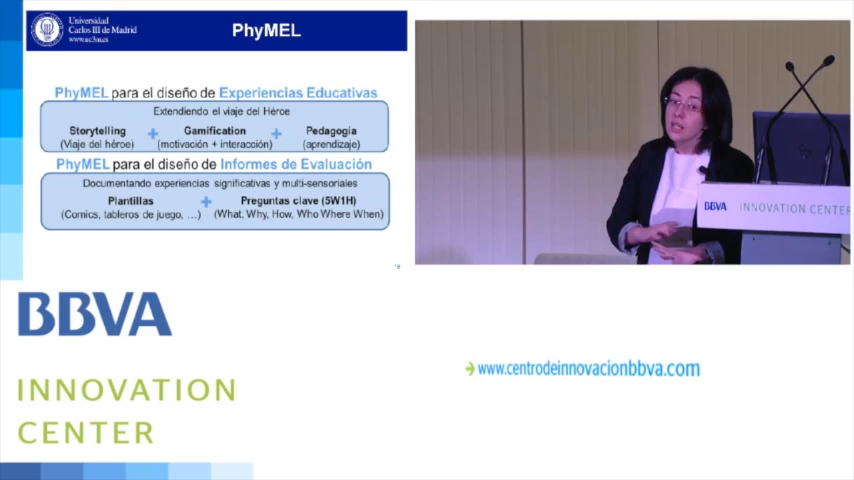 Universidad
Carlos III de Madrid
www.uc3m.es
PhyMEL
PhyMEL para el diseño de Experiencias Educativas
Extendiendo el viaje del Héroe
Storytelling + Gamification + Pedagogía
(Viaje del héroe) (motivación + interacción) (aprendizaje)
PhyMEL para el diseño de Informes de Evaluación
Documentando experiencias significativas y multi-sensoriales
Plantillas + Preguntas clave (5W1H)
(Comics, tableros de juego, ...) (What, Why, How, Who Where When)
BBVA INNOVATION CENTER
BBVA
INNOVATION
CENTER
www.centrodeinnovacionbbva.com